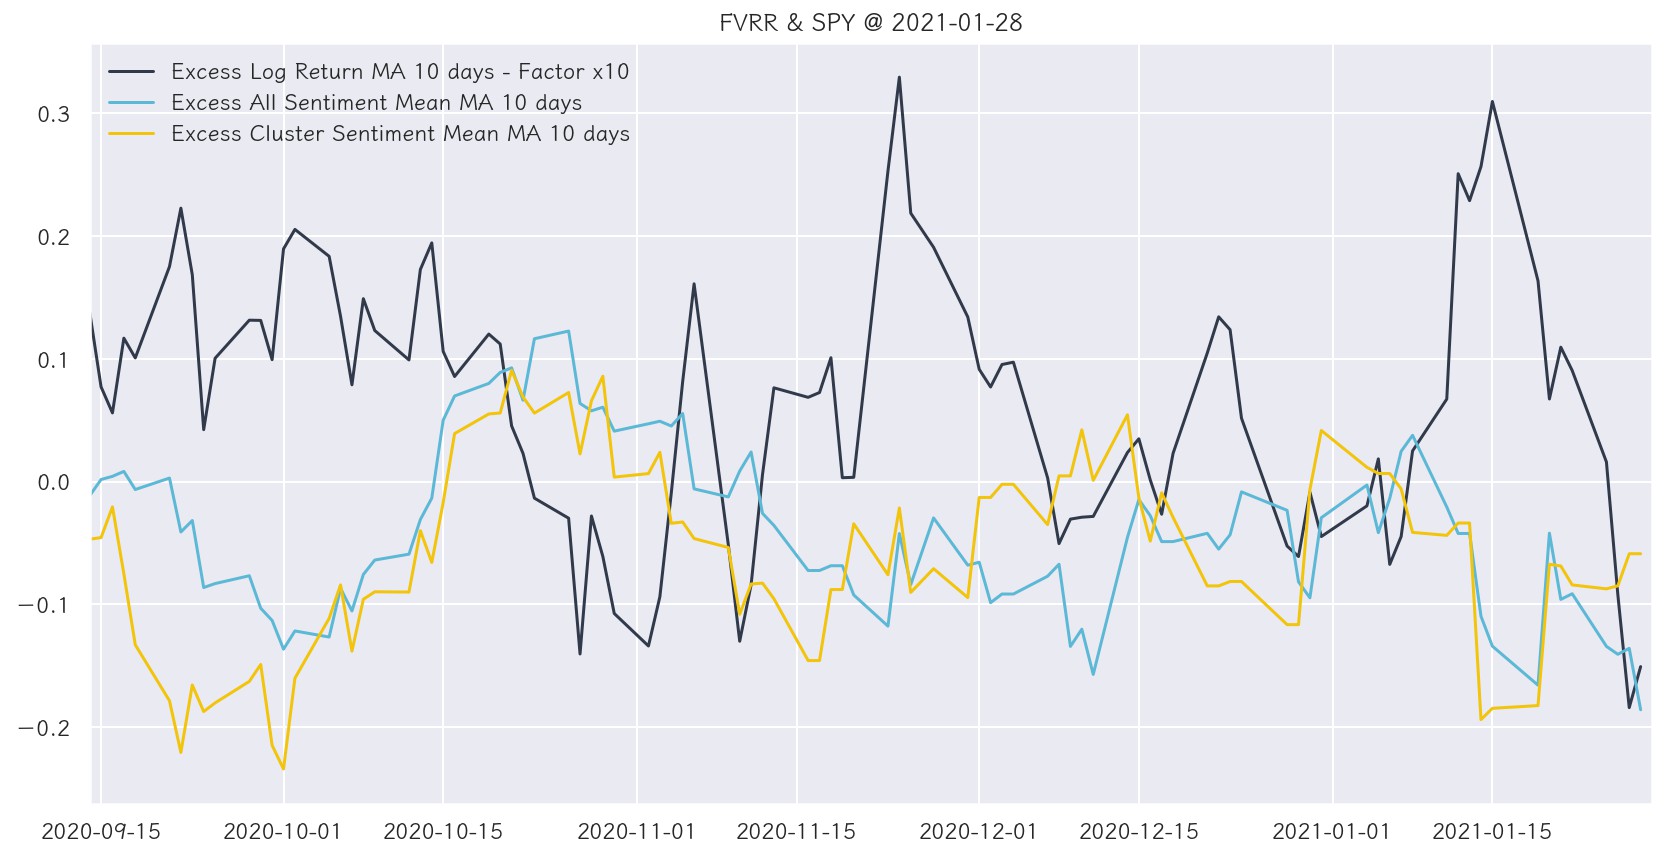 FVRR & SPY @ 2021-01-28
Excess Log Return MA 10 days - Factor x10
Excess All Sentiment Mean MA 10 days
Excess Cluster Sentiment Mean MA 10 days
0.3
0.2
0.1
0.0
−0.1
−0.2
2020-09-15 2020-10-01 2020-10-15 2020-11-01 2020-11-15 2020-12-01 2020-12-15 2021-01-01 2021-01-15